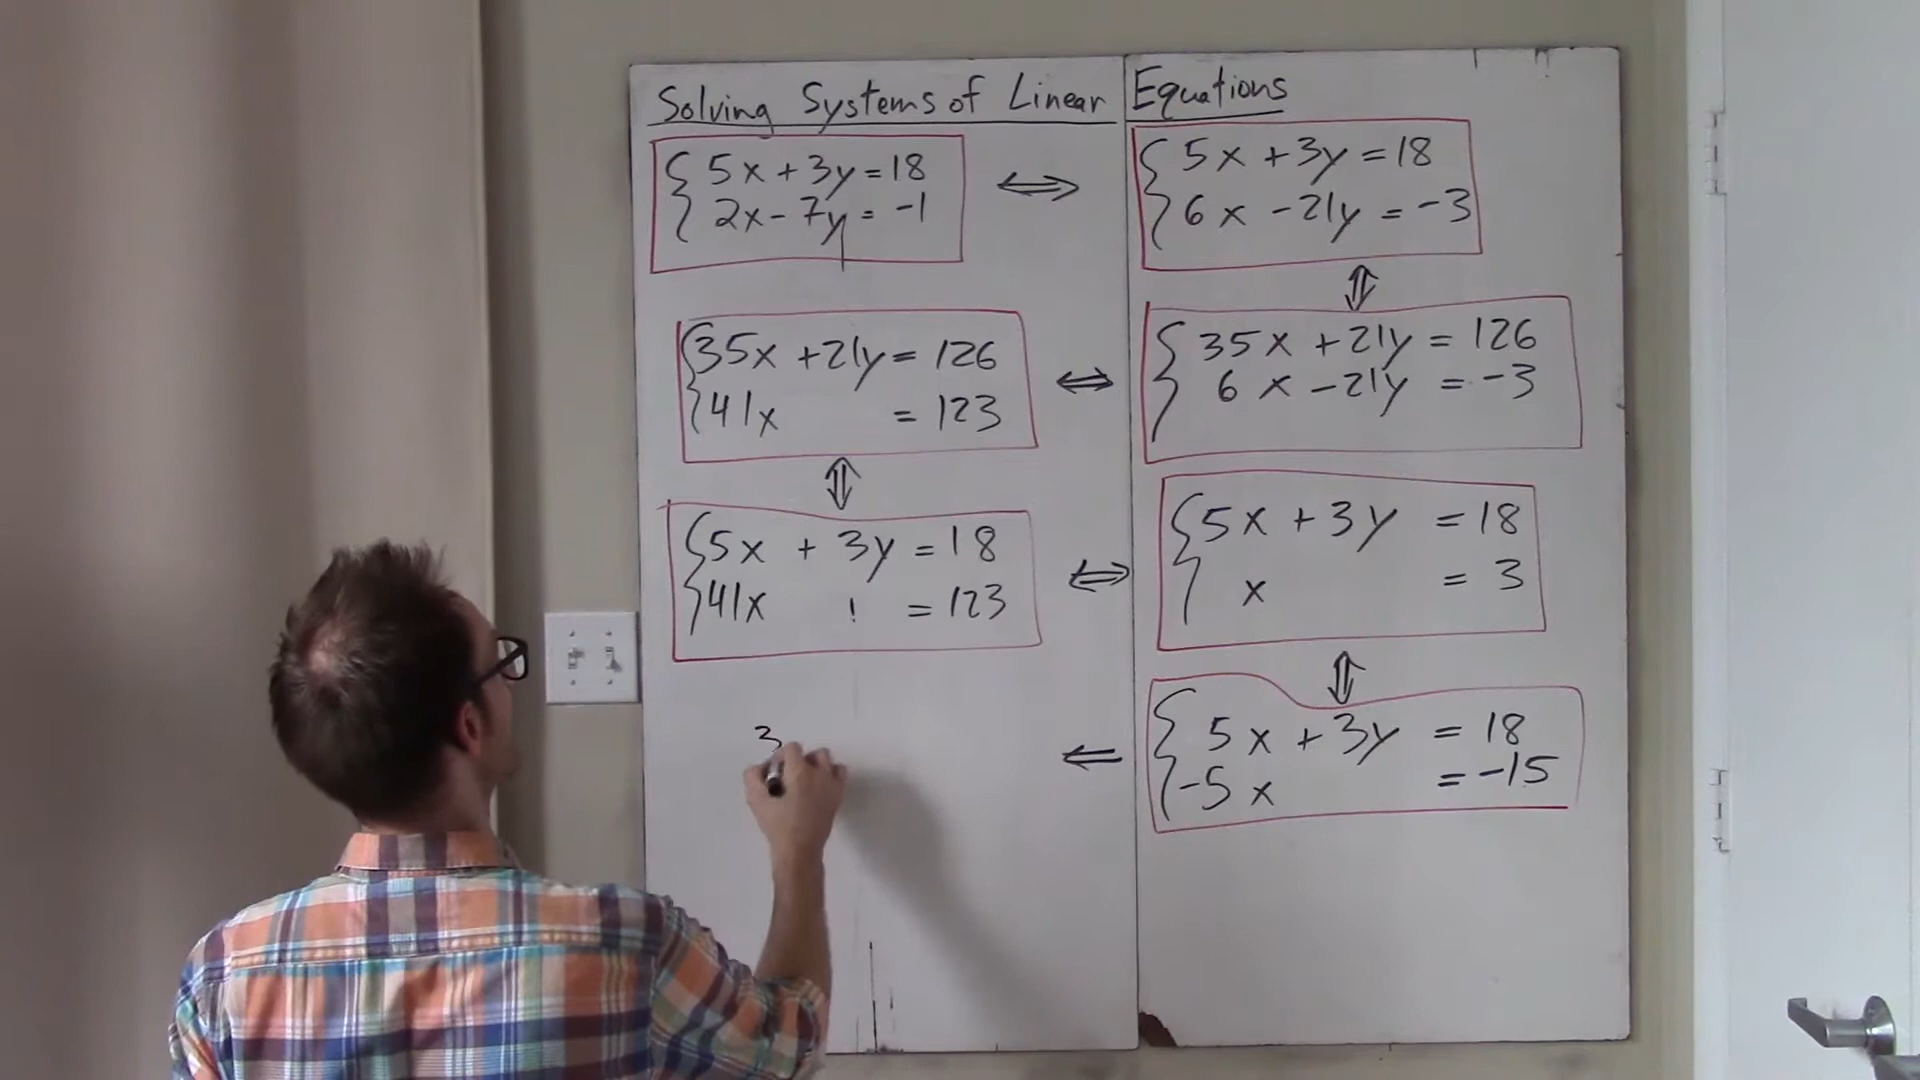 Solving Systems of Linear Equations
5x + 3y = 18
2x - 7y = -1
⇔
5x + 3y = 18
6x - 21y = -3
⇕
35x + 21y = 126
41x = 123
⇔
35x + 21y = 126
6x - 21y = -3
⇕
5x + 3y = 18
41x = 123
⇔
5x + 3y = 18
x = 3
⇕
3
⇐
5x + 3y = 18
-5x = -15